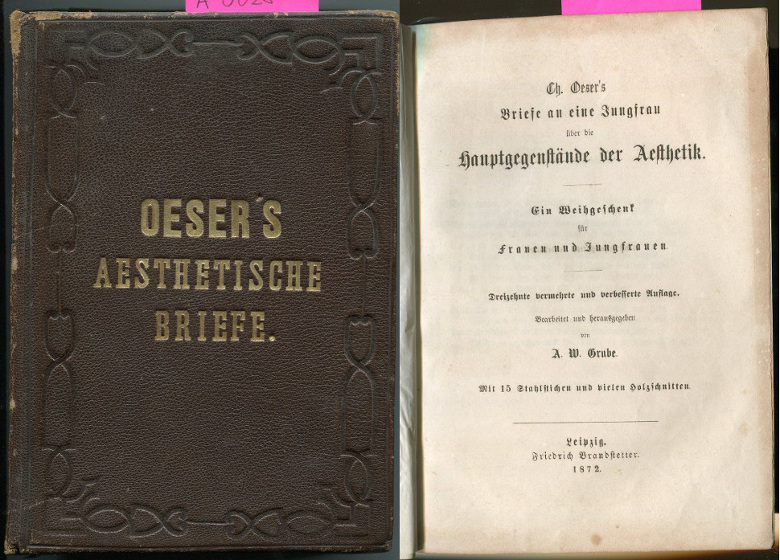 OESER'S
AESTHETISCHE
BRIEFE.
Ch. Oeser's
Briefe an eine Jungfrau
über die
Hauptgegenstände der Aesthetik.
Ein Weihgeschenk
für
Frauen und Jungfrauen.
Dreizehnte vermehrte und verbesserte Auflage.
Bearbeitet und herausgegeben
von
A. W. Grube.
Mit 15 Stahlstichen und vielen Holzschnitten.
Leipzig.
Friedrich Brandstetter.
1872.